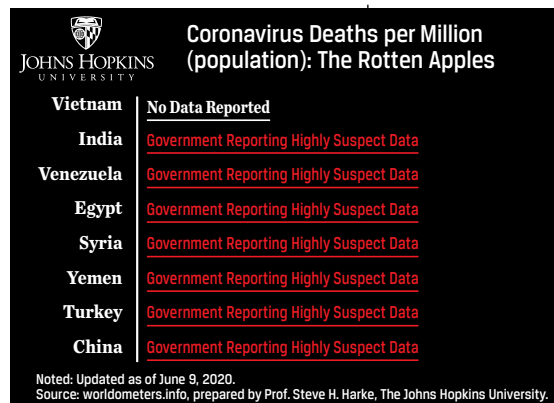 JOHNS HOPKINS
UNIVERSITY
Coronavirus Deaths per Million
(population): The Rotten Apples
Vietnam No Data Reported
India Government Reporting Highly Suspect Data
Venezuela Government Reporting Highly Suspect Data
Egypt Government Reporting Highly Suspect Data
Syria Government Reporting Highly Suspect Data
Yemen Government Reporting Highly Suspect Data
Turkey Government Reporting Highly Suspect Data
China Government Reporting Highly Suspect Data
Noted: Updated as of June 9, 2020.
Source: worldometers.info, prepared by Prof. Steve H. Harke, The Johns Hopkins University.